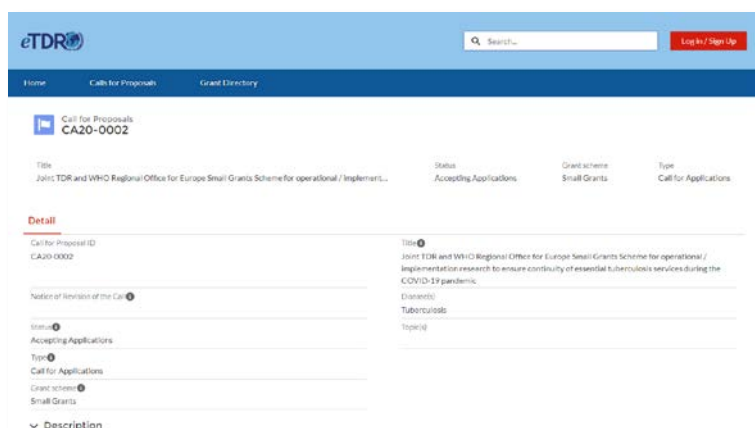 eTDR
Search...
Log in / Sign Up
Home Calls for Proposals Grant Directory
Call for Proposals
CA20-0002
Title Status Grant scheme Type
Joint TDR and WHO Regional Office for Europe Small Grants Scheme for operational / implement... Accepting Applications Small Grants Call for Applications
Detail
Call for Proposal ID
CA20-0002
Title
Joint TDR and WHO Regional Office for Europe Small Grants Scheme for operational /
implementation research to ensure continuity of essential tuberculosis services during the
COVID-19 pandemic
Notice of Revision of the Call
Disease(s)
Tuberculosis
Status
Accepting Applications
Topic(s)
Type
Call for Applications
Grant scheme
Small Grants
Description